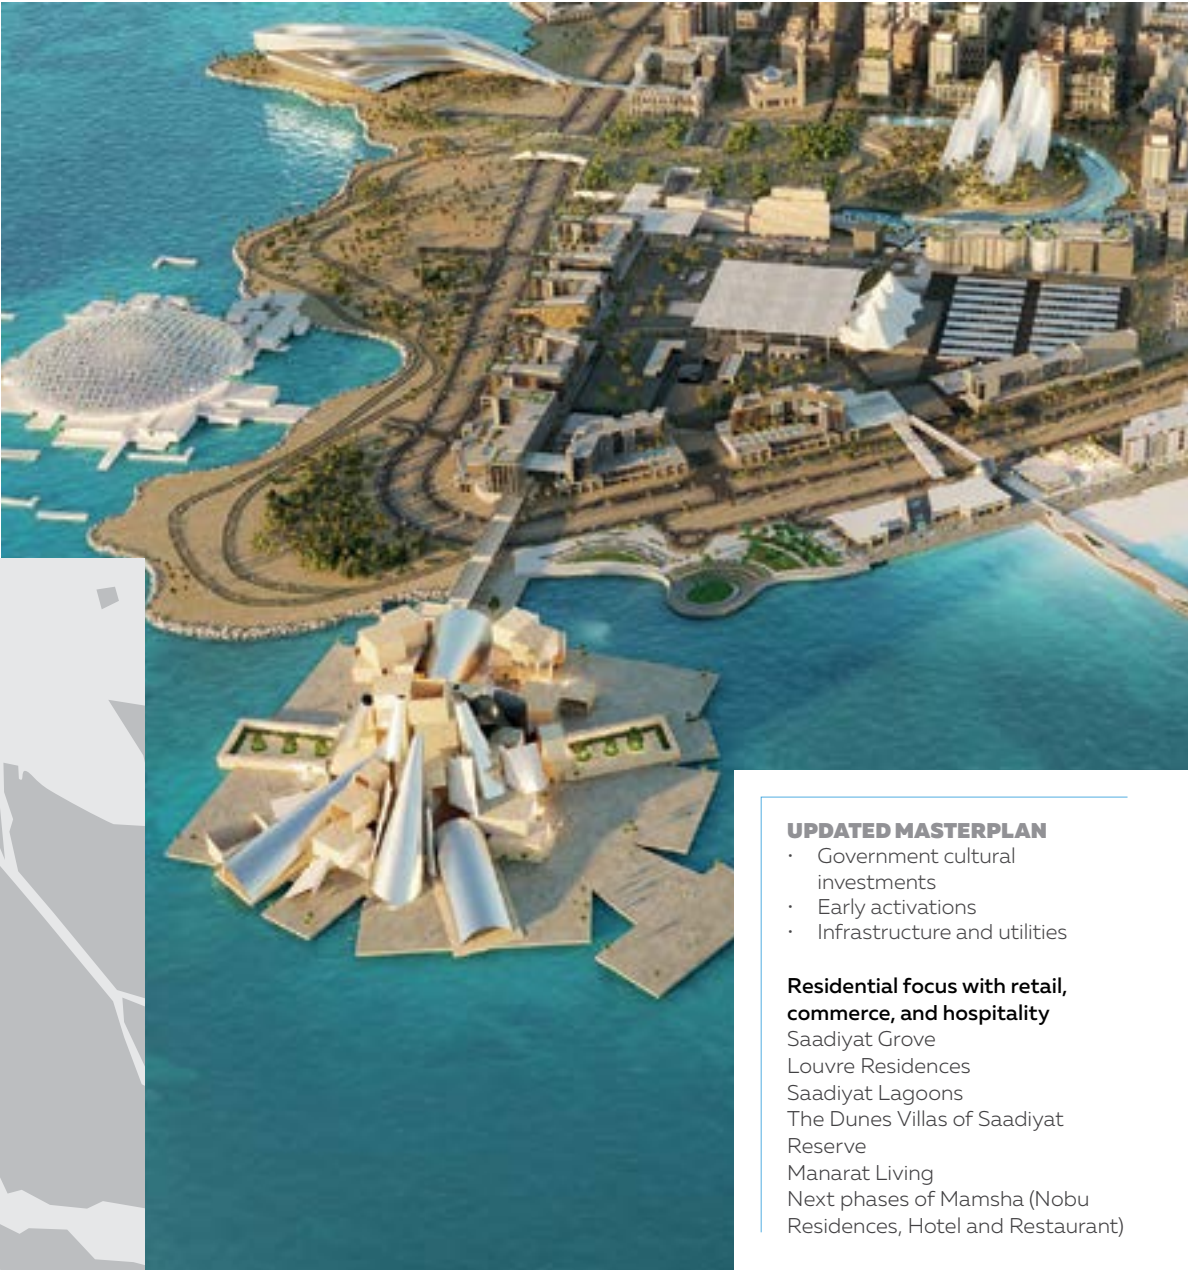 UPDATED MASTERPLAN
· Government cultural
investments
· Early activations
· Infrastructure and utilities
Residential focus with retail,
commerce, and hospitality
Saadiyat Grove
Louvre Residences
Saadiyat Lagoons
The Dunes Villas of Saadiyat
Reserve
Manarat Living
Next phases of Mamsha (Nobu
Residences, Hotel and Restaurant)